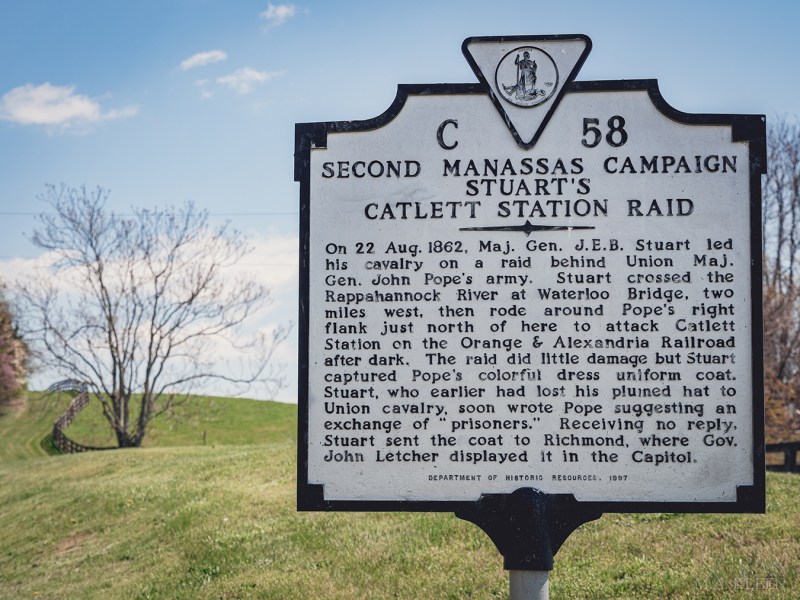 C 58
SECOND MANASSAS CAMPAIGN
STUART'S
CATLETT STATION RAID
On 22 Aug. 1862, Maj. Gen. J.E.B. Stuart led
his cavalry on a raid behind Union Maj.
Gen. John Pope's army. Stuart crossed the
Rappahannock River at Waterloo Bridge, two
miles west, then rode around Pope's right
flank just north of here to attack Catlett
Station on the Orange & Alexandria Railroad
after dark. The raid did little damage but Stuart
captured Pope's colorful dress uniform coat.
Stuart, who earlier had lost his plumed hat to
Union cavalry, soon wrote Pope suggesting an
exchange of "prisoners." Receiving no reply,
Stuart sent the coat to Richmond, where Gov.
John Letcher displayed it in the Capitol.
DEPARTMENT OF HISTORIC RESOURCES, 1997